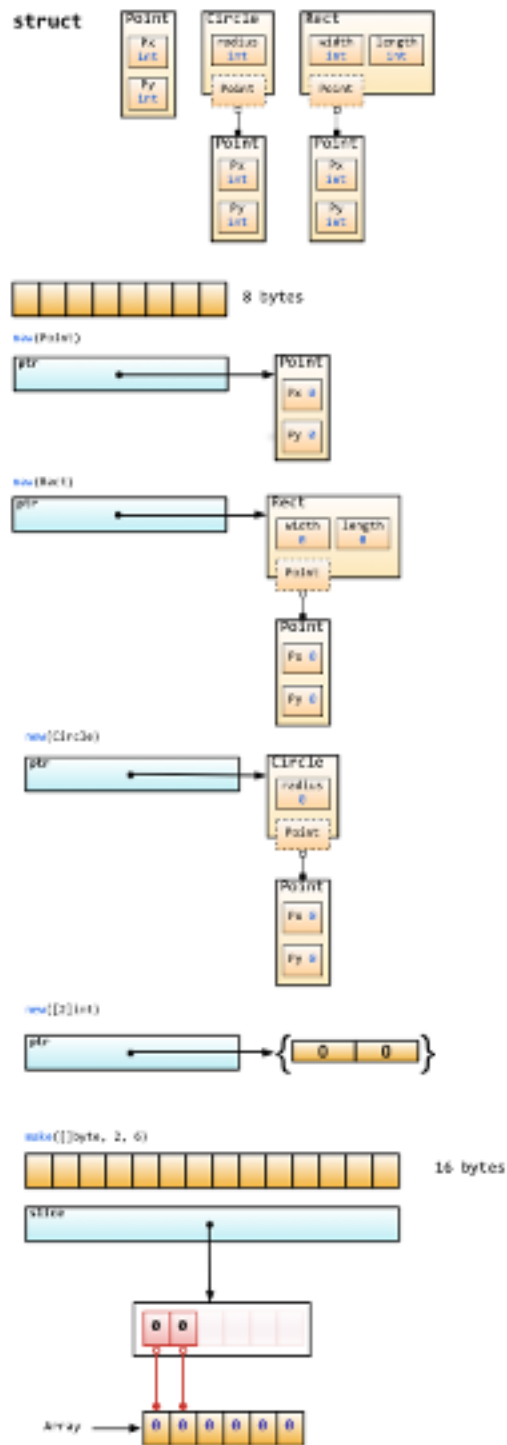 struct
Point
Px
int
Py
int
Circle
radius
int
Point
Point
Px
int
Py
int
Rect
width
int
length
int
Point
Point
Px
int
Py
int
8 bytes
new(Point)
ptr
Point
Px 0
Py 0
new(Rect)
ptr
Rect
width
0
length
0
Point
Point
Px 0
Py 0
new(Circle)
ptr
Circle
radius
0
Point
Point
Px 0
Py 0
new([2]int)
ptr
{ 0 0 }
make([]byte, 2, 6)
16 bytes
slice
0 0
Array
0 0 0 0 0 0